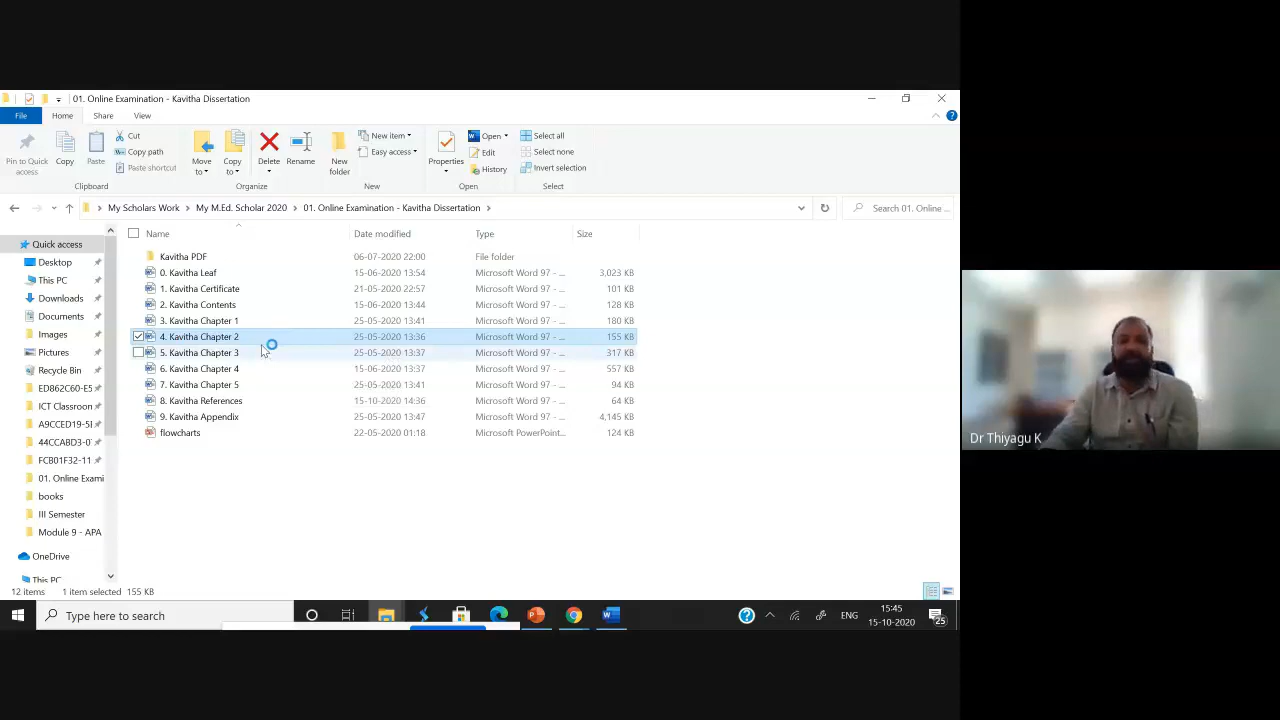 01. Online Examination - Kavitha Dissertation
File Home Share View
Pin to Quick access
Copy
Paste
Cut
Copy path
Paste shortcut
Clipboard
Move to
Copy to
Delete
Rename
Organize
New folder
New item
Easy access
New
Properties
Open
Edit
History
Open
Select all
Select none
Invert selection
Select
My Scholars Work > My M.Ed. Scholar 2020 > 01. Online Examination - Kavitha Dissertation >
Search 01. Online ...
Name Date modified Type Size
Kavitha PDF 06-07-2020 22:00 File folder
0. Kavitha Leaf 15-06-2020 13:54 Microsoft Word 97 - ... 3,023 KB
1. Kavitha Certificate 21-05-2020 22:57 Microsoft Word 97 - ... 101 KB
2. Kavitha Contents 15-06-2020 13:44 Microsoft Word 97 - ... 128 KB
3. Kavitha Chapter 1 25-05-2020 13:41 Microsoft Word 97 - ... 180 KB
4. Kavitha Chapter 2 25-05-2020 13:36 Microsoft Word 97 - ... 155 KB
5. Kavitha Chapter 3 25-05-2020 13:37 Microsoft Word 97 - ... 317 KB
6. Kavitha Chapter 4 15-06-2020 13:37 Microsoft Word 97 - ... 557 KB
7. Kavitha Chapter 5 25-05-2020 13:41 Microsoft Word 97 - ... 94 KB
8. Kavitha References 15-10-2020 14:36 Microsoft Word 97 - ... 64 KB
9. Kavitha Appendix 25-05-2020 13:47 Microsoft Word 97 - ... 4,145 KB
flowcharts 22-05-2020 01:18 Microsoft PowerPoint... 124 KB
Quick access
Desktop
This PC
Downloads
Documents
Images
Pictures
Recycle Bin
ED862C60-E5
ICT Classroon
A9CCED19-5I
44CCABD3-0
FCB01F32-11
01. Online Exami
books
III Semester
Module 9 - APA
OneDrive
This PC
12 items 1 item selected 155 KB
Dr Thiyagu K
Type here to search
ENG
15:45
15-10-2020
25